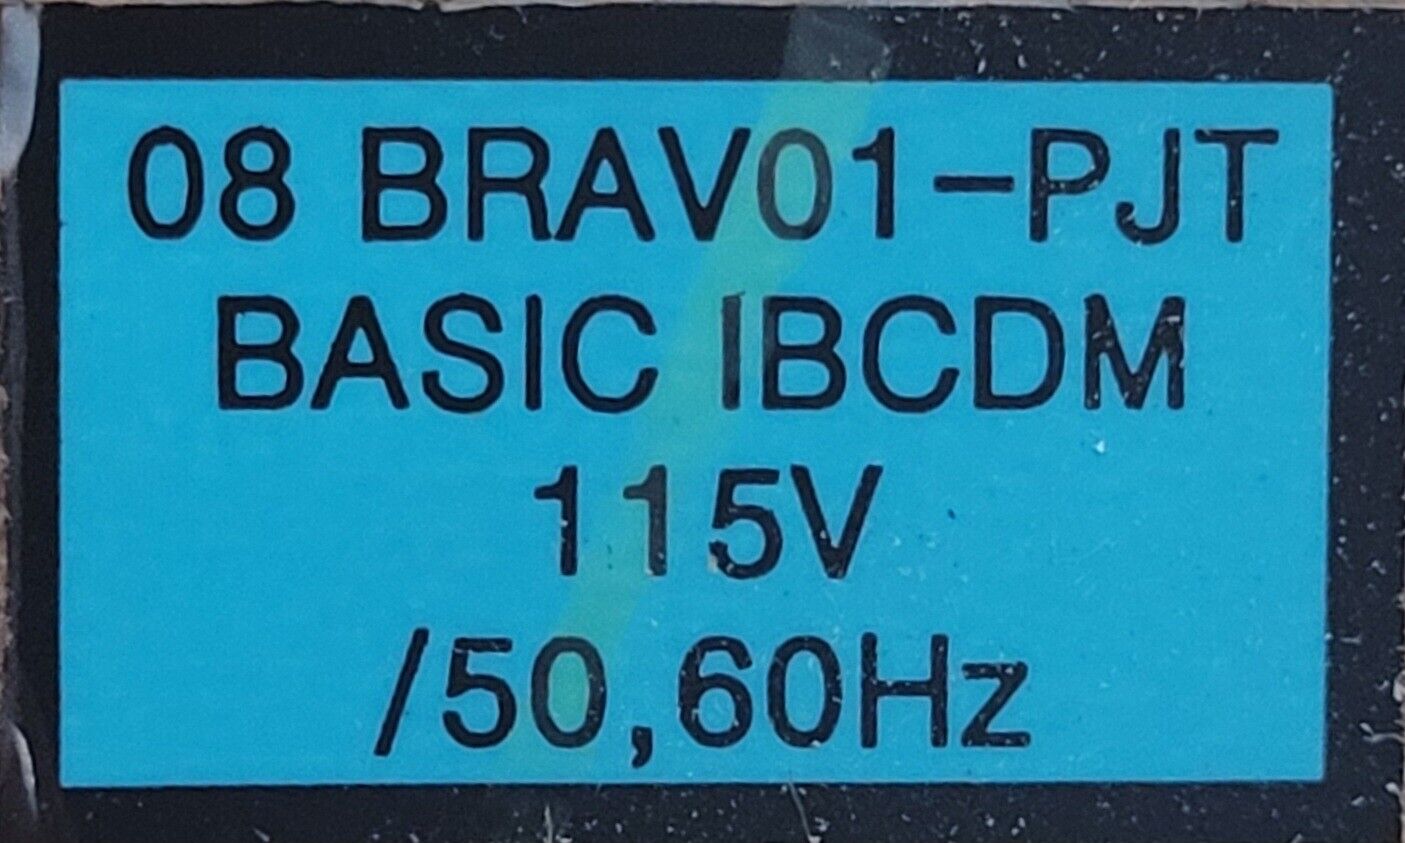 08 BRAV01-PJT
BASIC IBCDM
115V
/50,60Hz